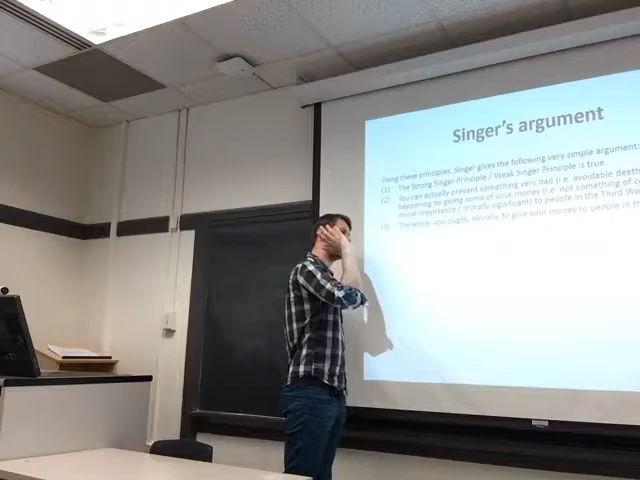 Singer's argument
Using these principles, Singer gives the following very simple argument:
(1) The Strong Singer Principle / Weak Singer Principle is true
(2) You can actually prevent something very bad (i.e. avoidable death
happening by giving some of your money (i.e. not something of co
moral importance / morally significant) to people in the Third Wo
(3) Therefore, you ought, morally, to give your money to people in th